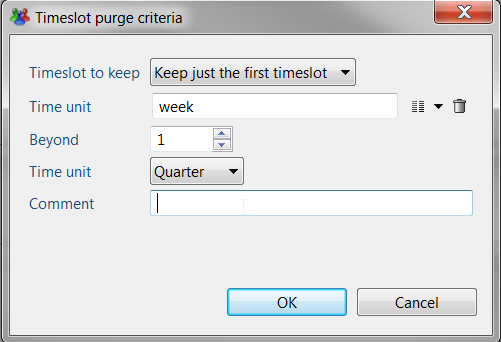 Timeslot purge criteria
Timeslot to keep Keep just the first timeslot
Time unit week
Beyond 1
Time unit Quarter
Comment
OK Cancel